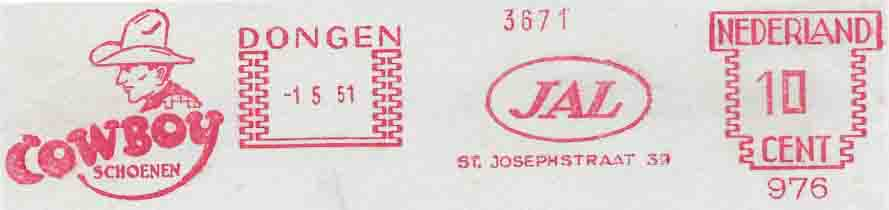 COWBOY
SCHOENEN
DONGEN
-1 5 51
3671
JAL
ST. JOSEPHSTRAAT 39
NEDERLAND
10
CENT
976